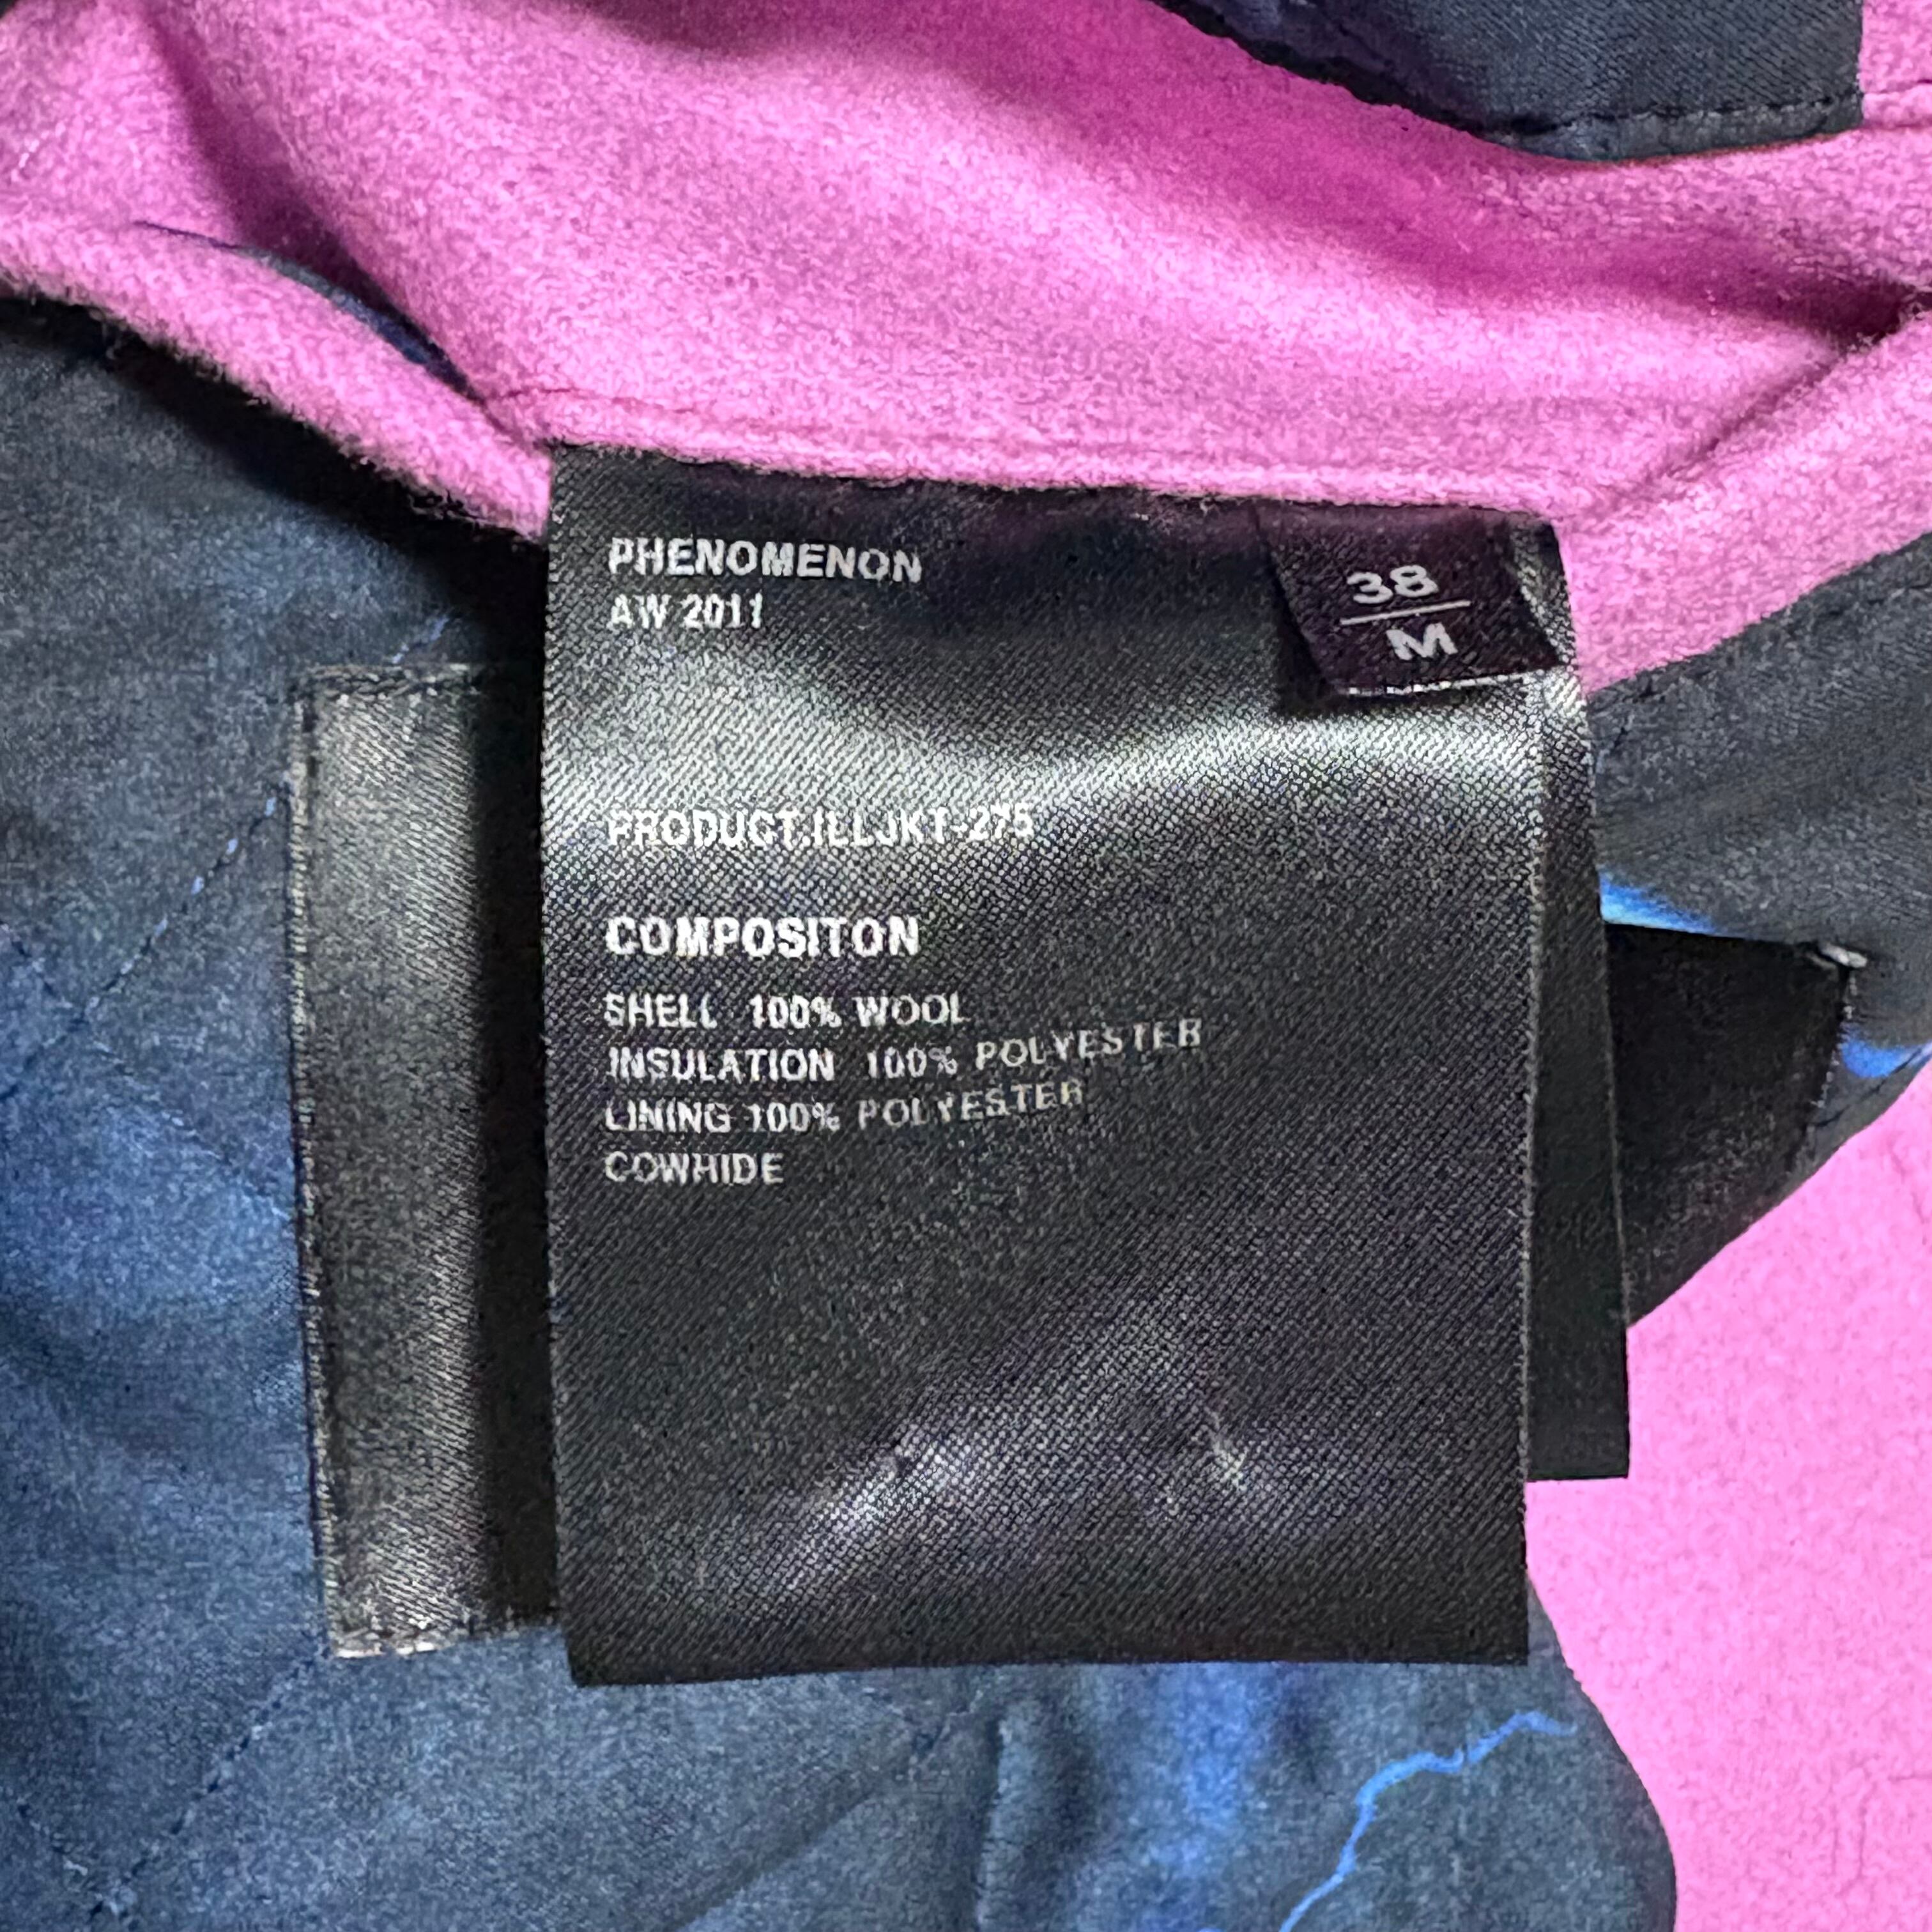 PHENOMENON
AW 2011
38
M
PRODUCT.ILLJKT-275
COMPOSITON
SHELL 100% WOOL
INSULATION 100% POLYESTER
LINING 100% POLYESTER
COWHIDE